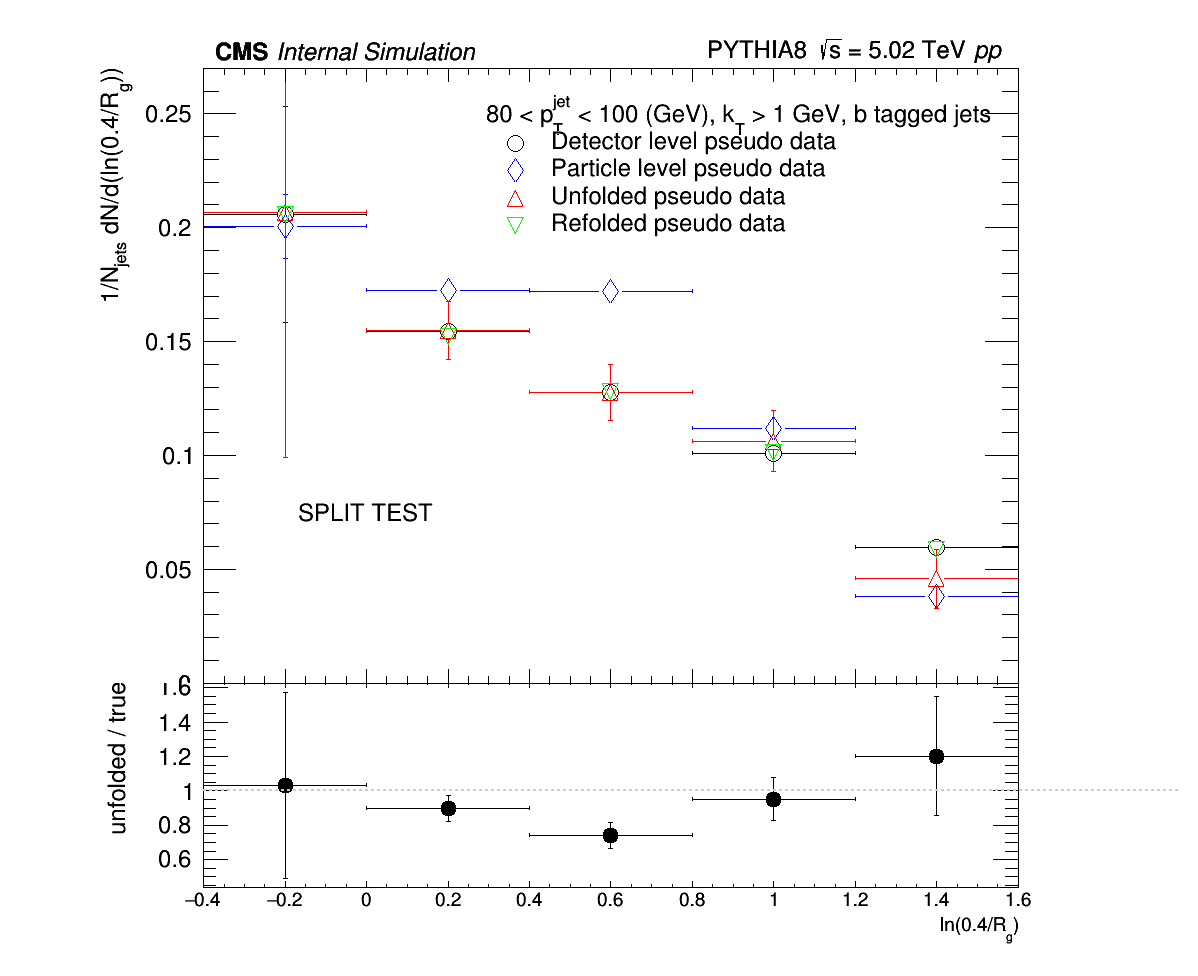 CMS Internal Simulation
PYTHIA8 √s = 5.02 TeV pp
1/N_jets dN/d(ln(0.4/R_g))
80 < p_T^jet < 100 (GeV), k_T > 1 GeV, b tagged jets
Detector level pseudo data
Particle level pseudo data
Unfolded pseudo data
Refolded pseudo data
0.25
0.2
0.15
0.1
0.05
SPLIT TEST
unfolded / true
1.6
1.4
1.2
1
0.8
0.6
−0.4 −0.2 0 0.2 0.4 0.6 0.8 1 1.2 1.4 1.6
ln(0.4/R_g)